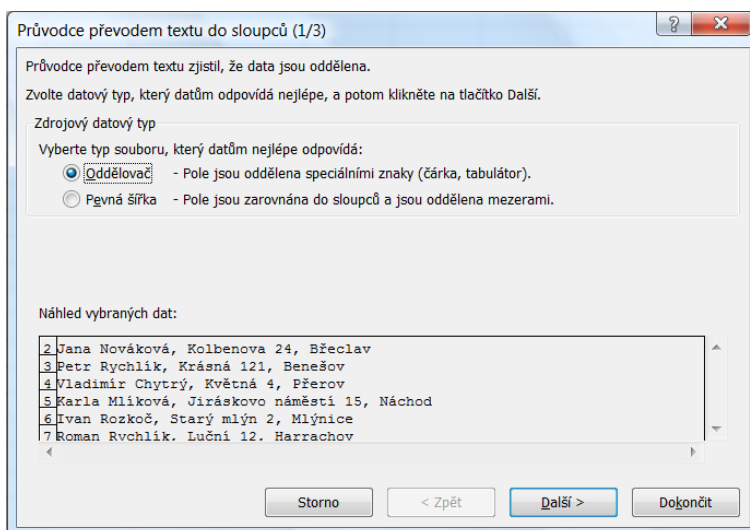 Průvodce převodem textu do sloupců (1/3)
Průvodce převodem textu zjistil, že data jsou oddělena.
Zvolte datový typ, který datům odpovídá nejlépe, a potom klikněte na tlačítko Další.
Zdrojový datový typ
Vyberte typ souboru, který datům nejlépe odpovídá:
Oddělovač - Pole jsou oddělena speciálními znaky (čárka, tabulátor).
Pevná šířka - Pole jsou zarovnána do sloupců a jsou oddělena mezerami.
Náhled vybraných dat:
2 Jana Nováková, Kolbenova 24, Břeclav
3 Petr Rychlík, Krásná 121, Benešov
4 Vladimír Chytrý, Květná 4, Přerov
5 Karla Mlíková, Jiráskovo náměstí 15, Náchod
6 Ivan Rozkoč, Starý mlýn 2, Mlýnice
7 Roman Rychlík, Luční 12, Harrachov
Storno < Zpět Další > Dokončit